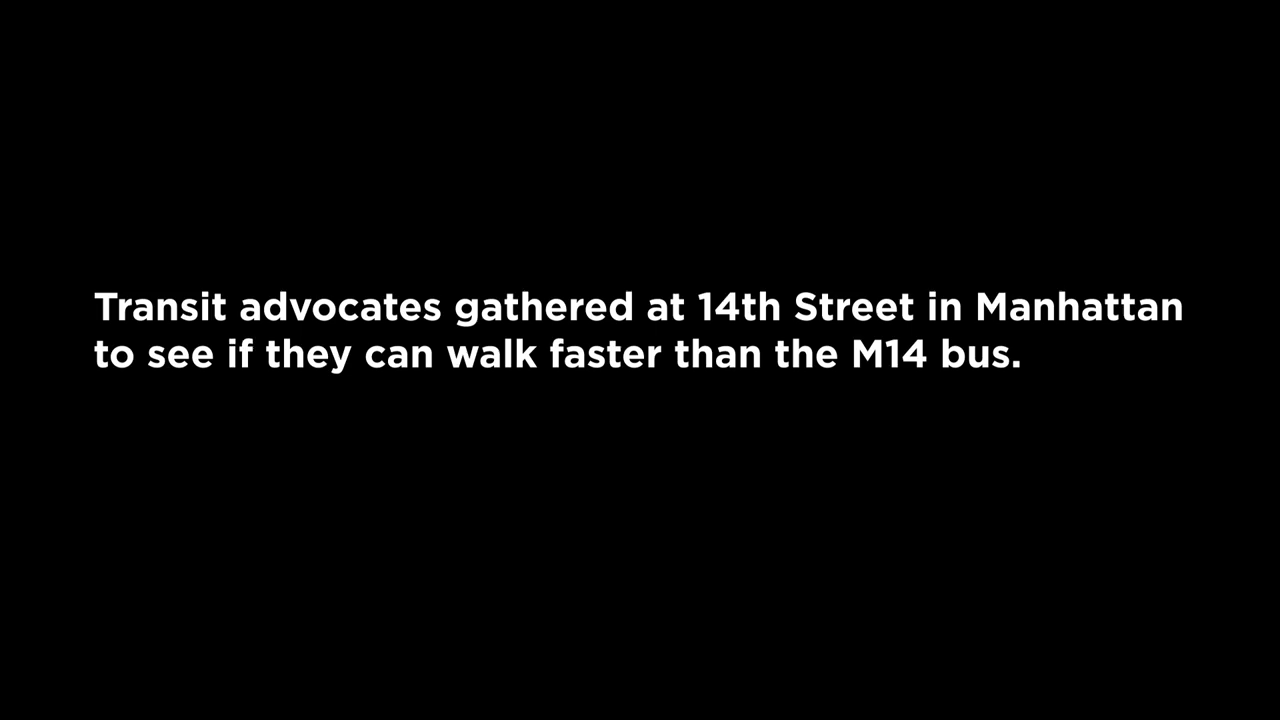 Transit advocates gathered at 14th Street in Manhattan
to see if they can walk faster than the M14 bus.